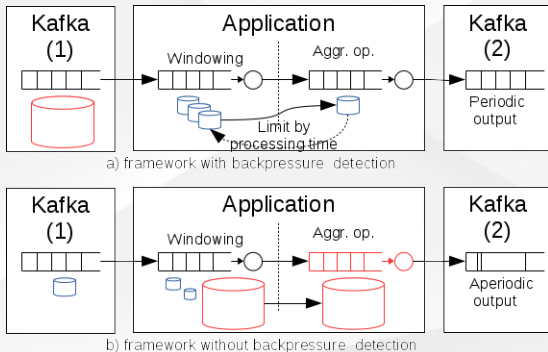 Kafka
(1)
Application
Kafka
(2)
Windowing
Aggr. op.
Limit by
processing time
Periodic
output
a) framework with backpressure detection
Kafka
(1)
Application
Kafka
(2)
Windowing
Aggr. op.
Aperiodic
output
b) framework without backpressure detection